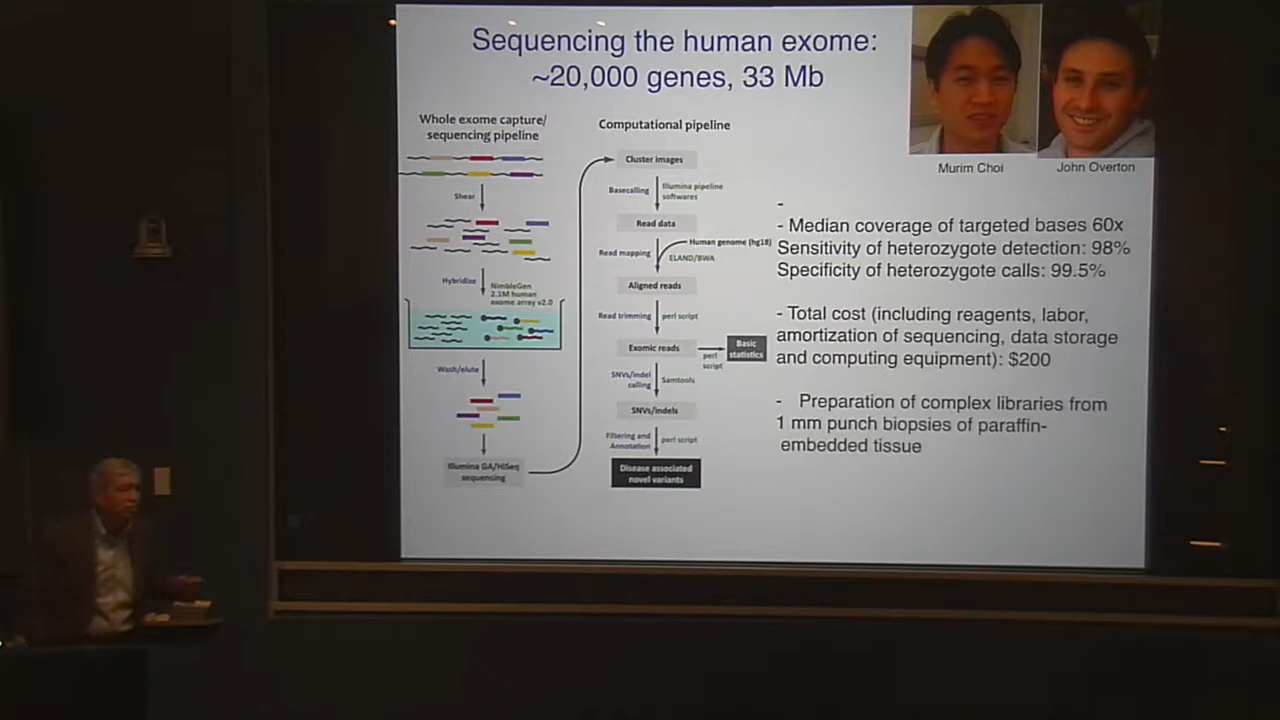 Sequencing the human exome:
~20,000 genes, 33 Mb
Murim Choi
John Overton
Whole exome capture/
sequencing pipeline
Shear
Hybridize
NimbleGen
2.1M human
exome array v2.0
Wash/elute
Illumina GA/HiSeq
sequencing
Computational pipeline
Cluster images
Basecalling
Illumina pipeline
softwares
Read data
Human genome (hg18)
Read mapping
ELAND/BWA
Aligned reads
Read trimming
perl script
Exomic reads
perl
script
Basic
statistics
SNVs/indel
calling
Samtools
SNVs/indels
Filtering and
Annotation
perl script
Disease associated
novel variants
-
- Median coverage of targeted bases 60x
Sensitivity of heterozygote detection: 98%
Specificity of heterozygote calls: 99.5%
- Total cost (including reagents, labor,
amortization of sequencing, data storage
and computing equipment): $200
- Preparation of complex libraries from
1 mm punch biopsies of paraffin-
embedded tissue